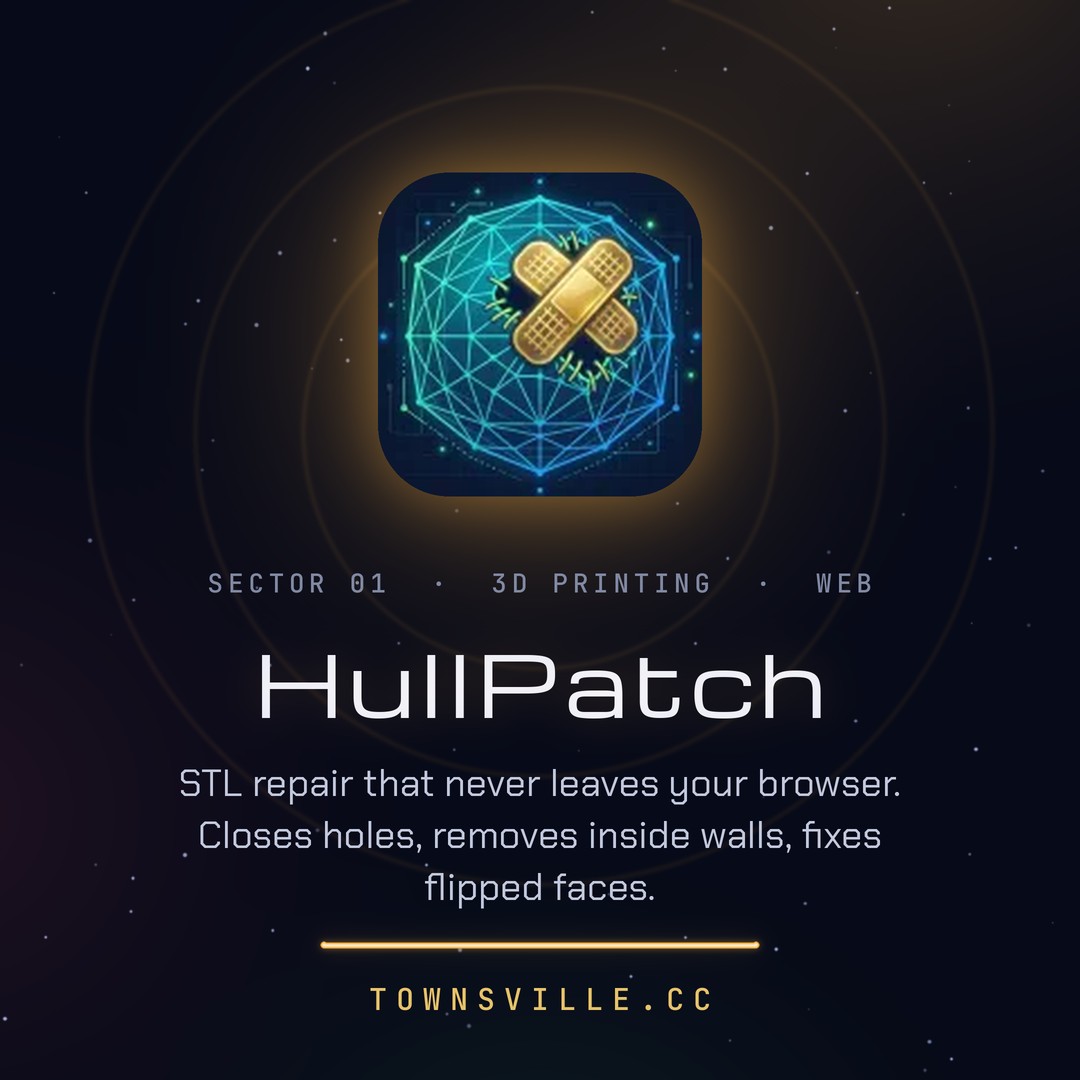 SECTOR 01 · 3D PRINTING · WEB
HullPatch
STL repair that never leaves your browser.
Closes holes, removes inside walls, fixes
flipped faces.
TOWNSVILLE.CC